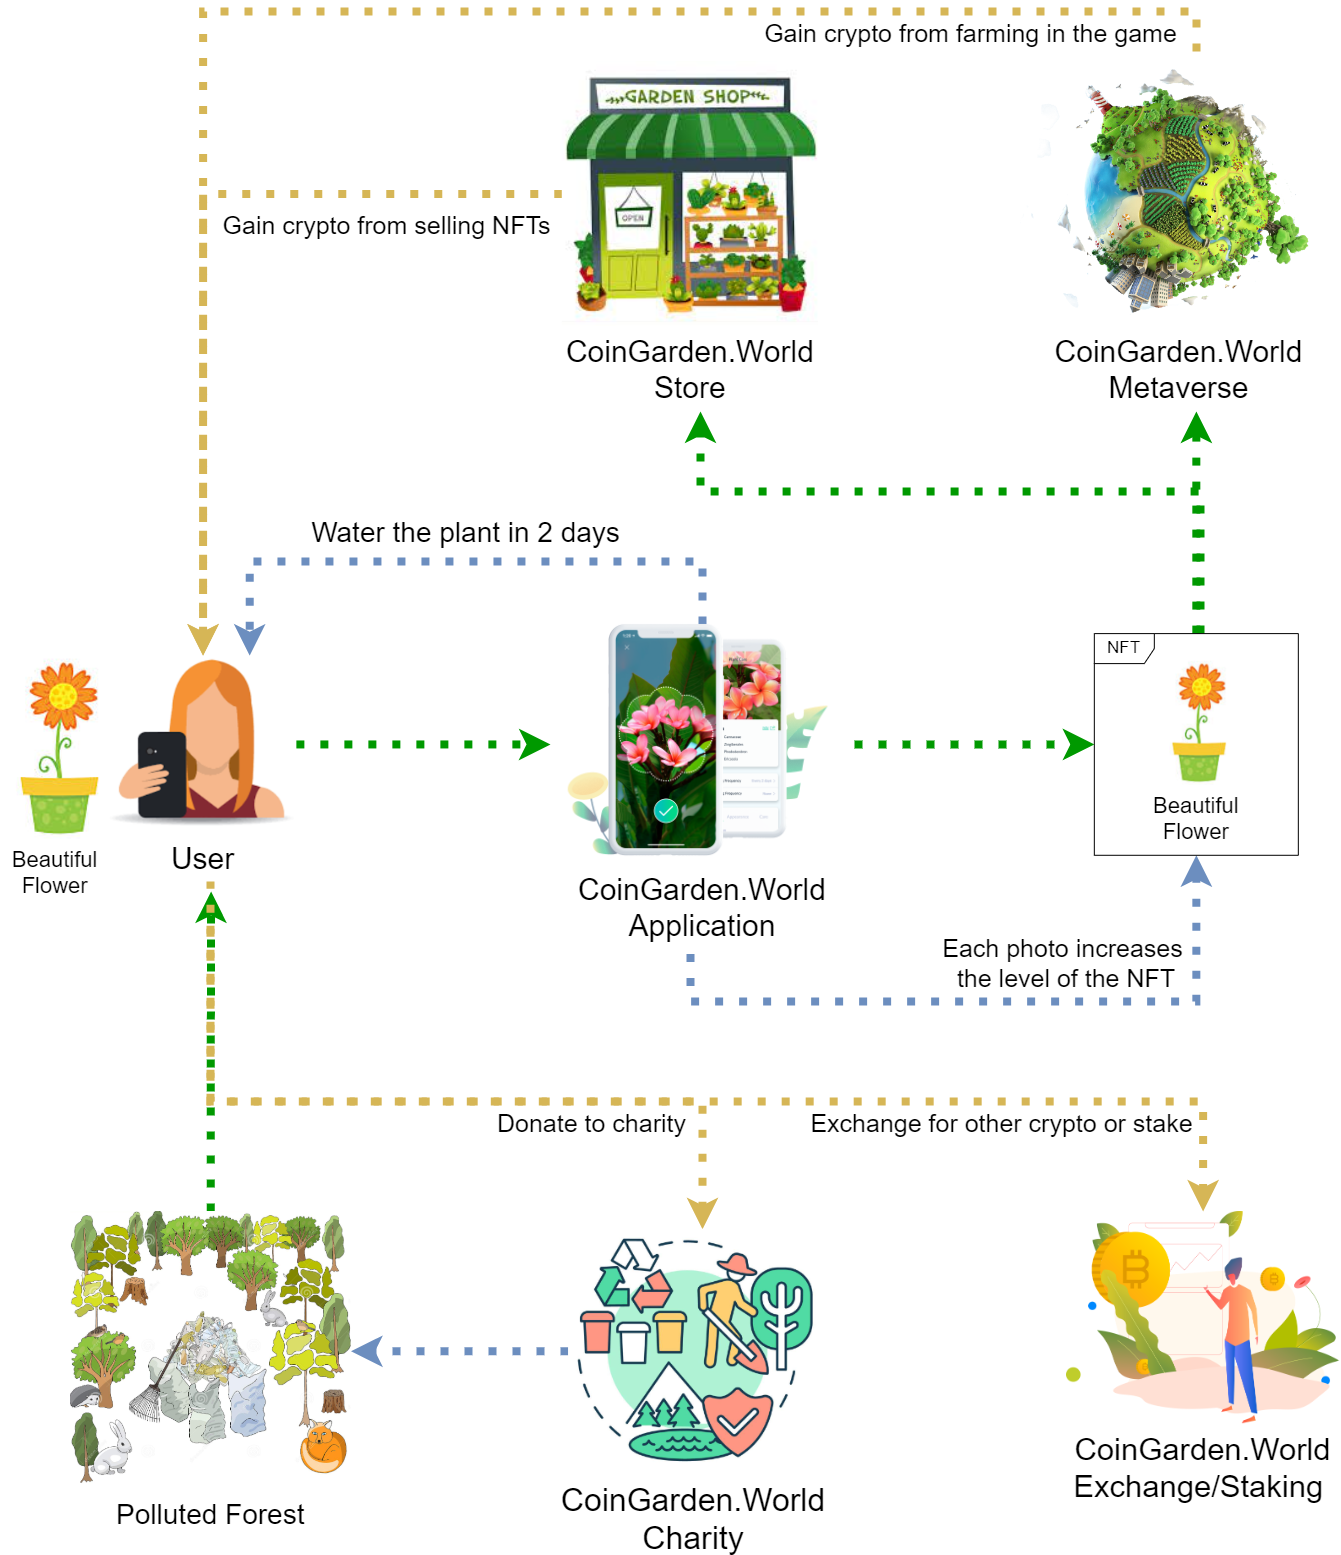 Gain crypto from farming in the game
GARDEN SHOP
OPEN
Gain crypto from selling NFTs
CoinGarden.World
Store
CoinGarden.World
Metaverse
Water the plant in 2 days
NFT
Beautiful
Flower
Beautiful
Flower
User
CoinGarden.World
Application
Each photo increases
the level of the NFT
Donate to charity
Exchange for other crypto or stake
Polluted Forest
CoinGarden.World
Charity
CoinGarden.World
Exchange/Staking